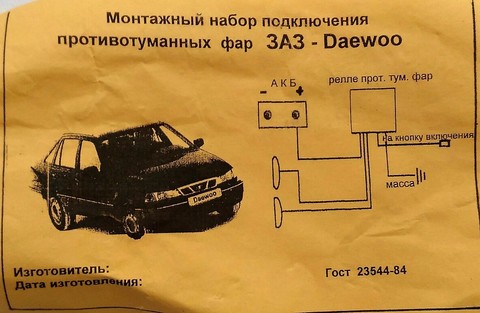 Монтажный набор подключения
противотуманных фар ЗАЗ - Daewoo
А К Б
- +
релле прот. тум. фар
на кнопку включения
масса
Daewoo
Изготовитель:
Дата изготовления:
Гост 23544-84